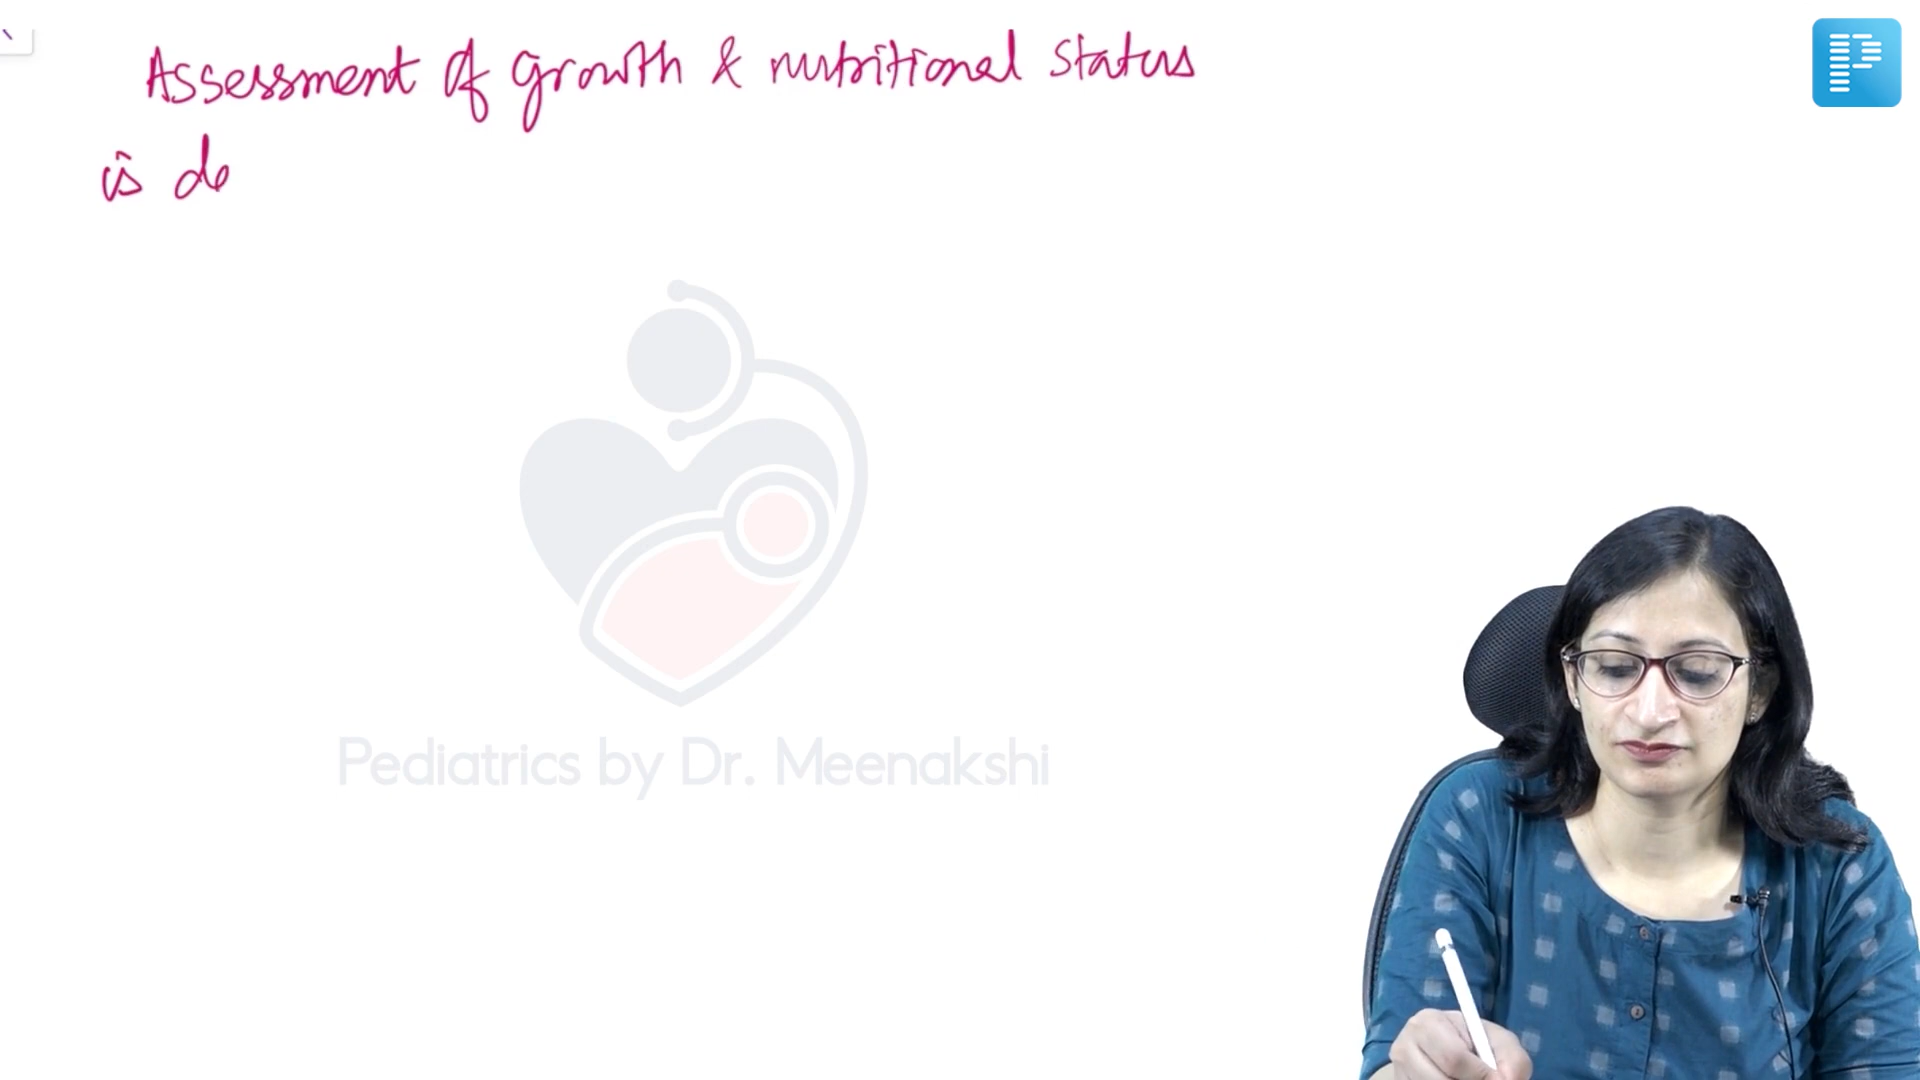 Assessment of growth & nutritional status
is do
Pediatrics by Dr. Meenakshi